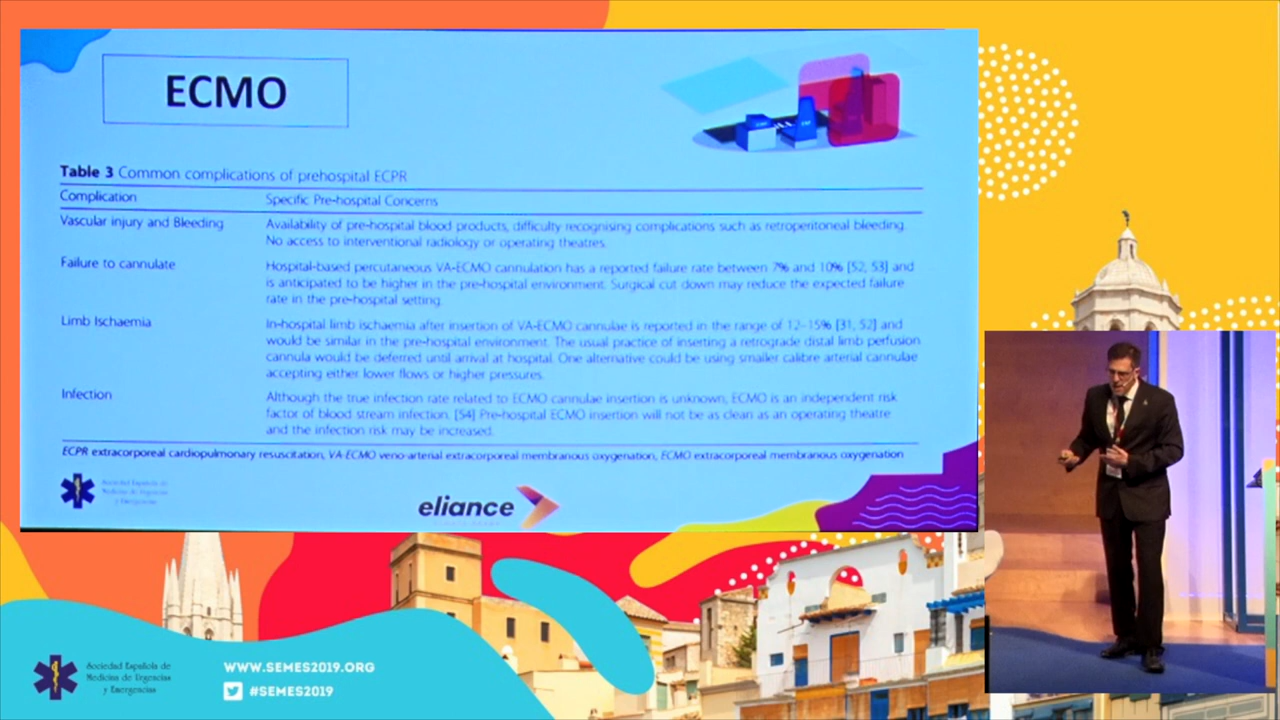 ECMO
Table 3 Common complications of prehospital ECPR
Complication
Specific Pre-hospital Concerns
Vascular injury and Bleeding
Availability of pre-hospital blood products, difficulty recognising complications such as retroperitoneal bleeding.
No access to interventional radiology or operating theatres.
Failure to cannulate
Hospital-based percutaneous VA-ECMO cannulation has a reported failure rate between 7% and 10% [52, 53] and
is anticipated to be higher in the pre-hospital environment. Surgical cut down may reduce the expected failure
rate in the pre-hospital setting.
Limb Ischaemia
In-hospital limb ischaemia after insertion of VA-ECMO cannulae is reported in the range of 12–15% [31, 52] and
would be similar in the pre-hospital environment. The usual practice of inserting a retrograde distal limb perfusion
cannula would be deferred until arrival at hospital. One alternative could be using smaller calibre arterial cannulae
accepting either lower flows or higher pressures.
Infection
Although the true infection rate related to ECMO cannulae insertion is unknown, ECMO is an independent risk
factor of blood stream infection. [54] Pre-hospital ECMO insertion will not be as clean as an operating theatre
and the infection risk may be increased.
ECPR extracorporeal cardiopulmonary resuscitation, VA-ECMO veno-arterial extracorporeal membranous oxygenation, ECMO extracorporeal membranous oxygenation
Sociedad Española de
Medicina de Urgencias
y Emergencias
eliance
Sociedad Española de
Medicina de Urgencias
y Emergencias
WWW.SEMES2019.ORG
#SEMES2019